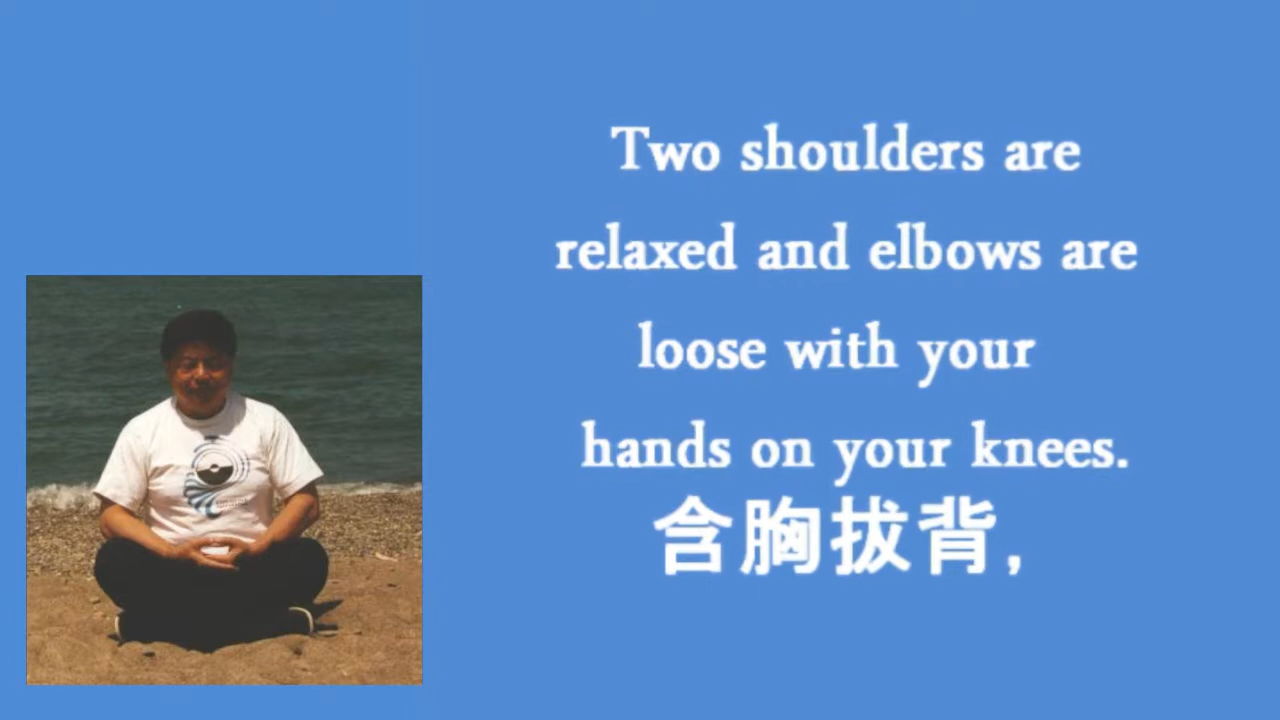 Two shoulders are
relaxed and elbows are
loose with your
hands on your knees.
含胸拔背，